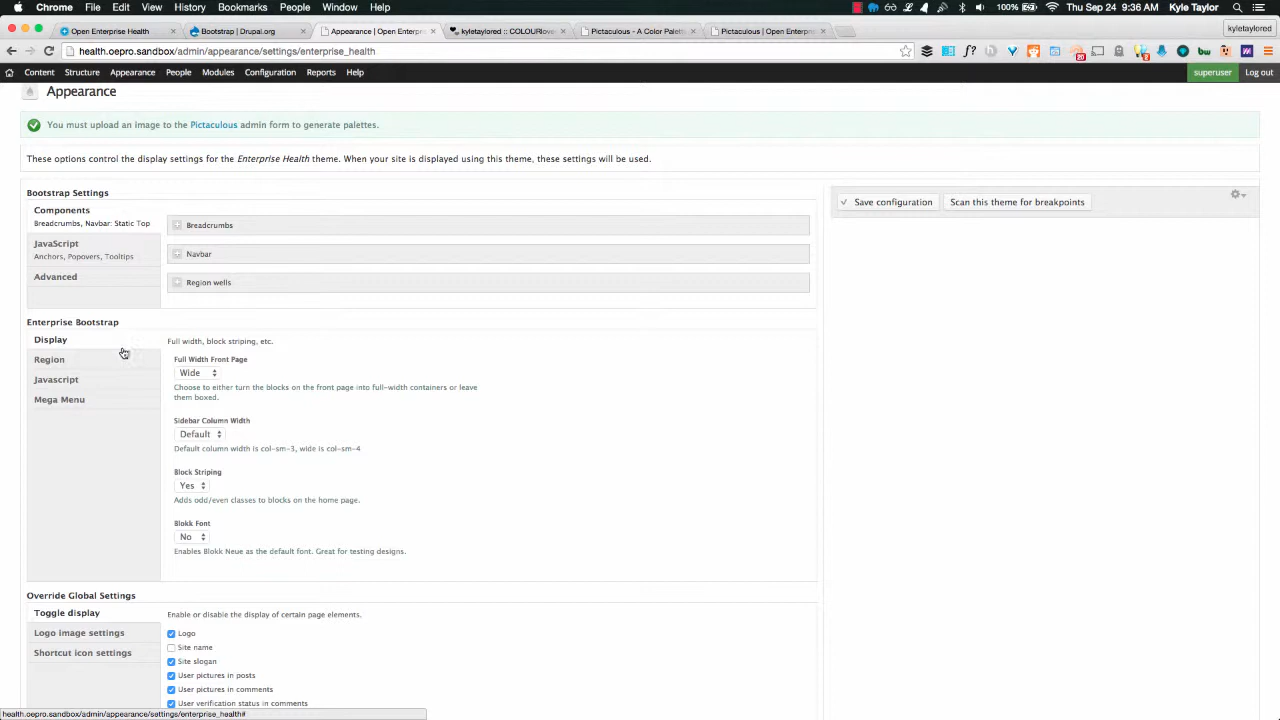 Chrome File Edit View History Bookmarks People Window Help 100% Thu Sep 24 9:36 AM Kyle Taylor
Open Enterprise Health × Bootstrap | Drupal.org × Appearance | Open Enterpri × kyletaylored :: COLOURlove × Pictaculous - A Color Palett × Pictaculous | Open Enterpri × kyletaylored
health.oepro.sandbox/admin/appearance/settings/enterprise_health
Content Structure Appearance People Modules Configuration Reports Help superuser Log out
Appearance
You must upload an image to the Pictaculous admin form to generate palettes.
These options control the display settings for the Enterprise Health theme. When your site is displayed using this theme, these settings will be used.
Bootstrap Settings
Components
Breadcrumbs, Navbar: Static Top
JavaScript
Anchors, Popovers, Tooltips
Advanced
Breadcrumbs
Navbar
Region wells
Save configuration Scan this theme for breakpoints
Enterprise Bootstrap
Display
Region
Javascript
Mega Menu
Full width, block striping, etc.
Full Width Front Page
Wide
Choose to either turn the blocks on the front page into full-width containers or leave
them boxed.
Sidebar Column Width
Default
Default column width is col-sm-3, wide is col-sm-4
Block Striping
Yes
Adds odd/even classes to blocks on the home page.
Blokk Font
No
Enables Blokk Neue as the default font. Great for testing designs.
Override Global Settings
Toggle display
Logo image settings
Shortcut icon settings
Enable or disable the display of certain page elements.
Logo
Site name
Site slogan
User pictures in posts
User pictures in comments
User verification status in comments
health.oepro.sandbox/admin/appearance/settings/enterprise_health#